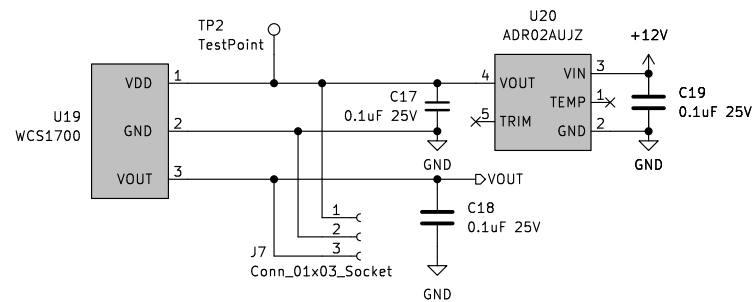 TP2
TestPoint
U20
ADR02AUJZ
+12V
U19
WCS1700
VDD 1
GND 2
VOUT 3
C17
0.1uF 25V
GND
4 VOUT
5 TRIM
VIN 3
TEMP 1
GND 2
C19
0.1uF 25V
GND
VOUT
C18
0.1uF 25V
GND
1
2
3
J7
Conn_01x03_Socket